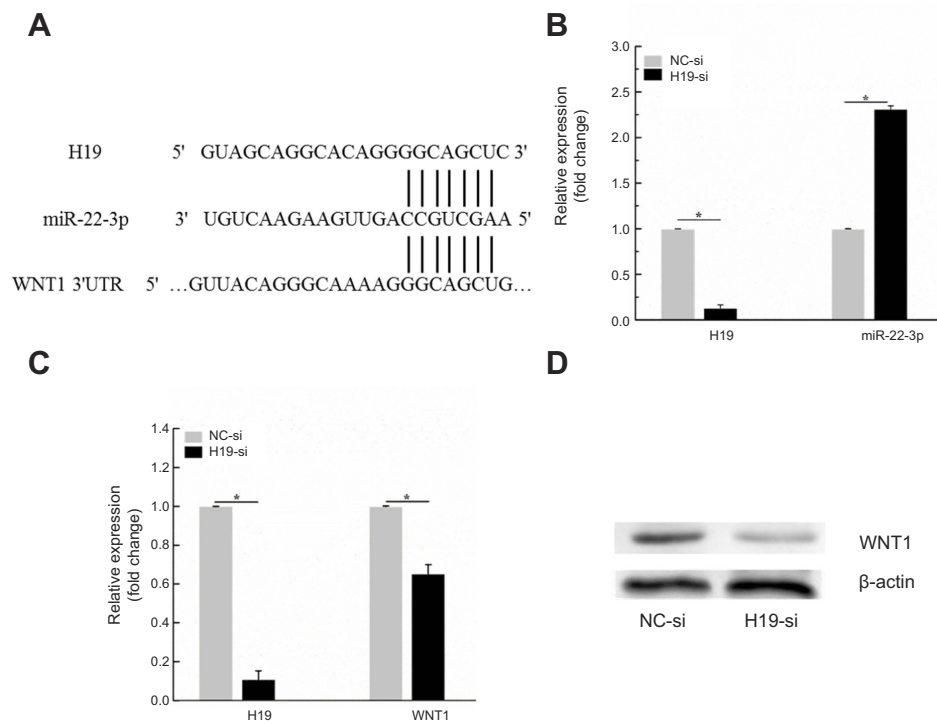 A
H19 5' GUAGCAGGCACAGGGGCAGCUC 3'
miR-22-3p 3' UGUCAAGAAGUUGACCGUCGAA 5'
WNT1 3'UTR 5' ...GUUACAGGGCAAAAGGGCAGCUG...
B
Relative expression
(fold change)
3.0
2.5
2.0
1.5
1.0
0.5
0.0
NC-si
H19-si
*
*
H19
miR-22-3p
C
Relative expression
(fold change)
1.4
1.2
1.0
0.8
0.6
0.4
0.2
0.0
NC-si
H19-si
*
*
H19
WNT1
D
WNT1
β-actin
NC-si
H19-si